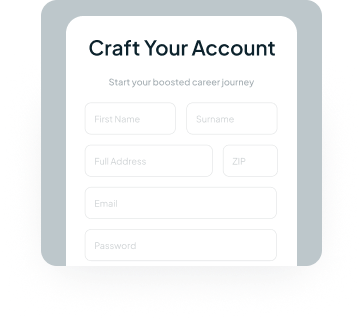 Craft Your Account
Start your boosted career journey
First Name Surname
Full Address ZIP
Email
Password